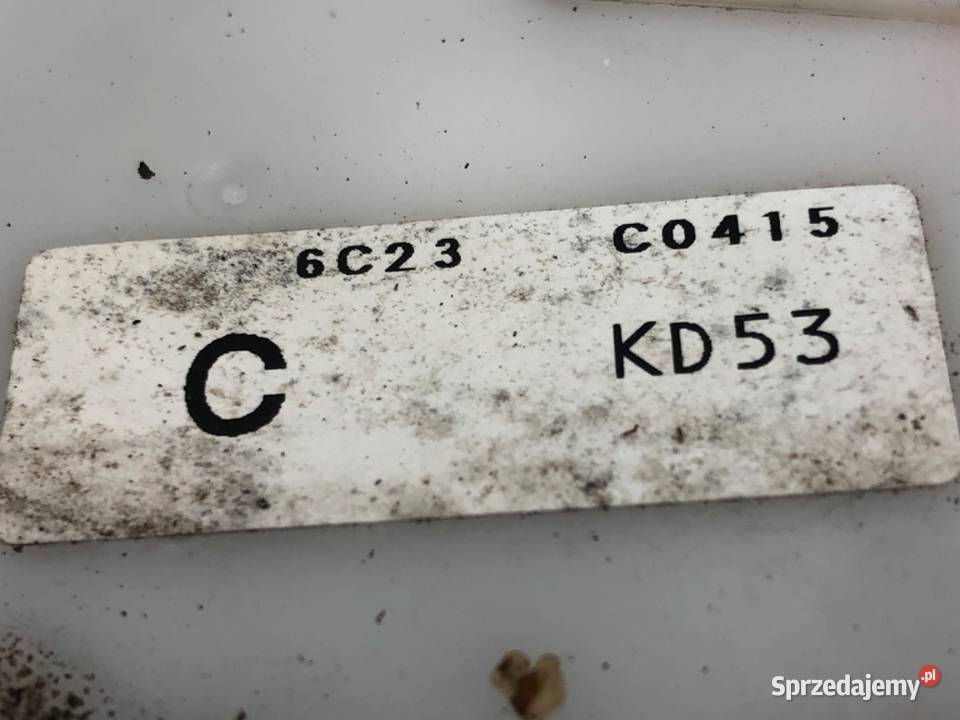 6C23 C0415
C KD53
Sprzedajemy.pl